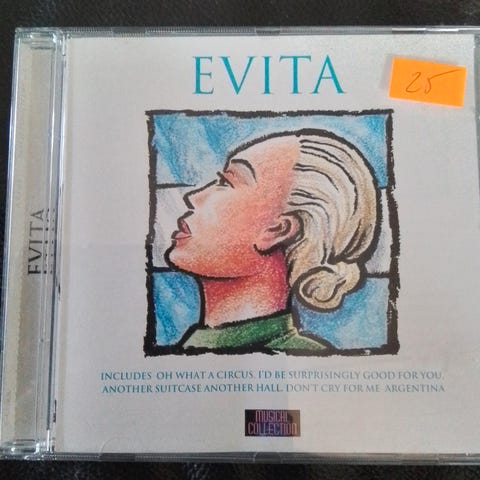 EVITA
25
EVITA
INCLUDES OH WHAT A CIRCUS, I'D BE SURPRISINGLY GOOD FOR YOU,
ANOTHER SUITCASE ANOTHER HALL, DON'T CRY FOR ME ARGENTINA
MUSICAL
COLLECTION